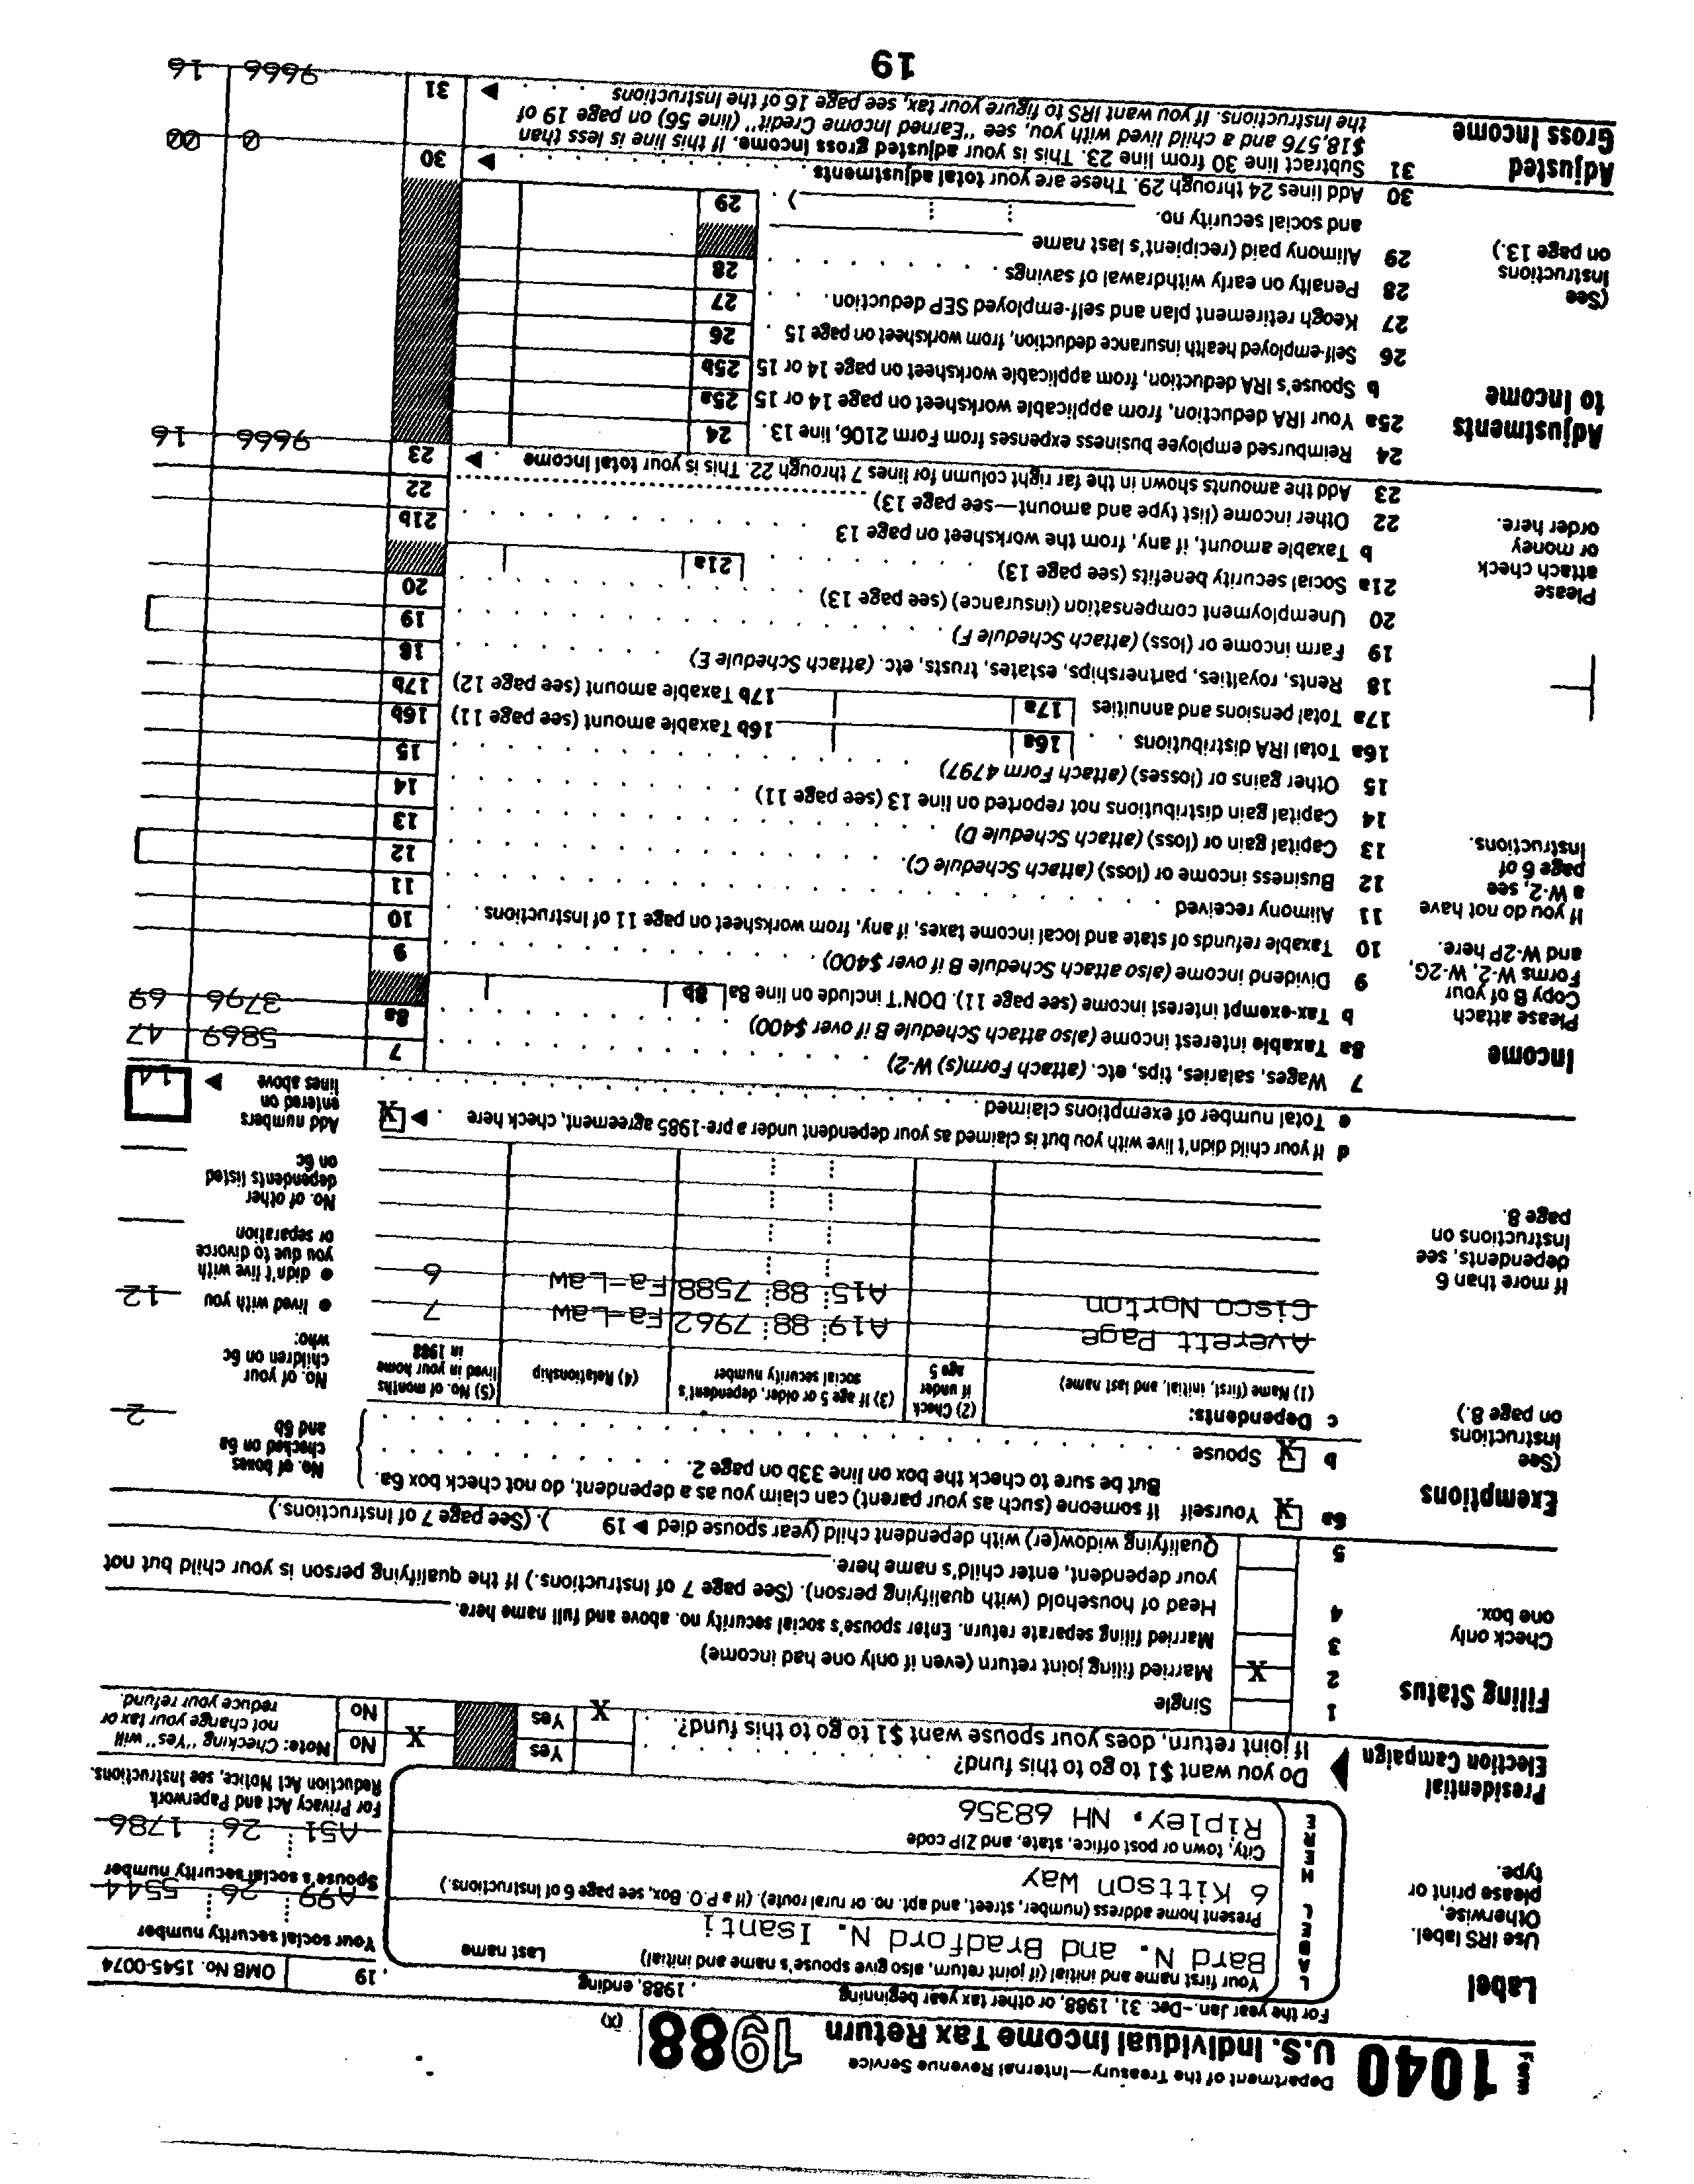 Form 1040 Department of the Treasury—Internal Revenue Service
U.S. Individual Income Tax Return 1988 (X)
For the year Jan.–Dec. 31, 1988, or other tax year beginning , 1988, ending , 19 OMB No. 1545-0074
Label
Use IRS label.
Otherwise,
please print or
type.
LABEL HERE
Your first name and initial (if joint return, also give spouse's name and initial) Last name
Bard N. and Bradford N. Isanti
Your social security number
A99 26 5544
Present home address (number, street, and apt. no. or rural route). (If a P.O. Box, see page 6 of Instructions.)
6 Kittson Way
Spouse's social security number
A51 26 1786
City, town or post office, state, and ZIP code
Ripley, NH 68356
For Privacy Act and Paperwork
Reduction Act Notice, see Instructions.
Presidential
Election Campaign
Do you want $1 to go to this fund? Yes X No
If joint return, does your spouse want $1 to go to this fund? X Yes No
Note: Checking "Yes" will
not change your tax or
reduce your refund.
Filing Status
Check only
one box.
1 Single
2 X Married filing joint return (even if only one had income)
3 Married filing separate return. Enter spouse's social security no. above and full name here.
4 Head of household (with qualifying person). (See page 7 of Instructions.) If the qualifying person is your child but not
your dependent, enter child's name here.
5 Qualifying widow(er) with dependent child (year spouse died ▶ 19 ). (See page 7 of Instructions.)
Exemptions
(See
Instructions
on page 8.)
6a X Yourself If someone (such as your parent) can claim you as a dependent, do not check box 6a.
But be sure to check the box on line 33b on page 2.
b X Spouse
No. of boxes
checked on 6a
and 6b
2
c Dependents:
(1) Name (first, initial, and last name)
(2) Check
if under
age 5
(3) If age 5 or older, dependent's
social security number
(4) Relationship
(5) No. of months
lived in your home
in 1988
Averett Page A19 88 7962 Fa-Law 7
Cisco Norton A15 88 7588 Fa-Law 6
No. of your
children on 6c
who:
● lived with you 12
● didn't live with
you due to divorce
or separation
No. of other
dependents listed
on 6c
If more than 6
dependents, see
Instructions on
page 8.
d If your child didn't live with you but is claimed as your dependent under a pre-1985 agreement, check here ▶ X
e Total number of exemptions claimed
Add numbers
entered on
lines above ▶ 14
Income
Please attach
Copy B of your
Forms W-2, W-2G,
and W-2P here.
If you do not have
a W-2, see
page 6 of
Instructions.
7 Wages, salaries, tips, etc. (attach Form(s) W-2) 7 5869 47
8a Taxable interest income (also attach Schedule B if over $400) 8a 3796 69
b Tax-exempt interest income (see page 11). DON'T include on line 8a 8b
9 Dividend income (also attach Schedule B if over $400) 9
10 Taxable refunds of state and local income taxes, if any, from worksheet on page 11 of Instructions 10
11 Alimony received 11
12 Business income or (loss) (attach Schedule C) 12
13 Capital gain or (loss) (attach Schedule D) 13
14 Capital gain distributions not reported on line 13 (see page 11) 14
15 Other gains or (losses) (attach Form 4797) 15
16a Total IRA distributions 16a 16b Taxable amount (see page 11) 16b
17a Total pensions and annuities 17a 17b Taxable amount (see page 12) 17b
18 Rents, royalties, partnerships, estates, trusts, etc. (attach Schedule E) 18
19 Farm income or (loss) (attach Schedule F) 19
20 Unemployment compensation (insurance) (see page 13) 20
21a Social security benefits (see page 13) 21a
b Taxable amount, if any, from the worksheet on page 13 21b
22 Other income (list type and amount—see page 13) 22
23 Add the amounts shown in the far right column for lines 7 through 22. This is your total income ▶ 23 9666 16
Please
attach check
or money
order here.
Adjustments
to Income
(See
Instructions
on page 13.)
24 Reimbursed employee business expenses from Form 2106, line 13. 24
25a Your IRA deduction, from applicable worksheet on page 14 or 15 25a
b Spouse's IRA deduction, from applicable worksheet on page 14 or 15 25b
26 Self-employed health insurance deduction, from worksheet on page 15 26
27 Keogh retirement plan and self-employed SEP deduction 27
28 Penalty on early withdrawal of savings 28
29 Alimony paid (recipient's last name
and social security no. ) 29
30 Add lines 24 through 29. These are your total adjustments ▶ 30 0 00
Adjusted
Gross Income
31 Subtract line 30 from line 23. This is your adjusted gross income. If this line is less than
$18,576 and a child lived with you, see "Earned Income Credit" (line 56) on page 19 of
the Instructions. If you want IRS to figure your tax, see page 16 of the Instructions ▶ 31 9666 16
19